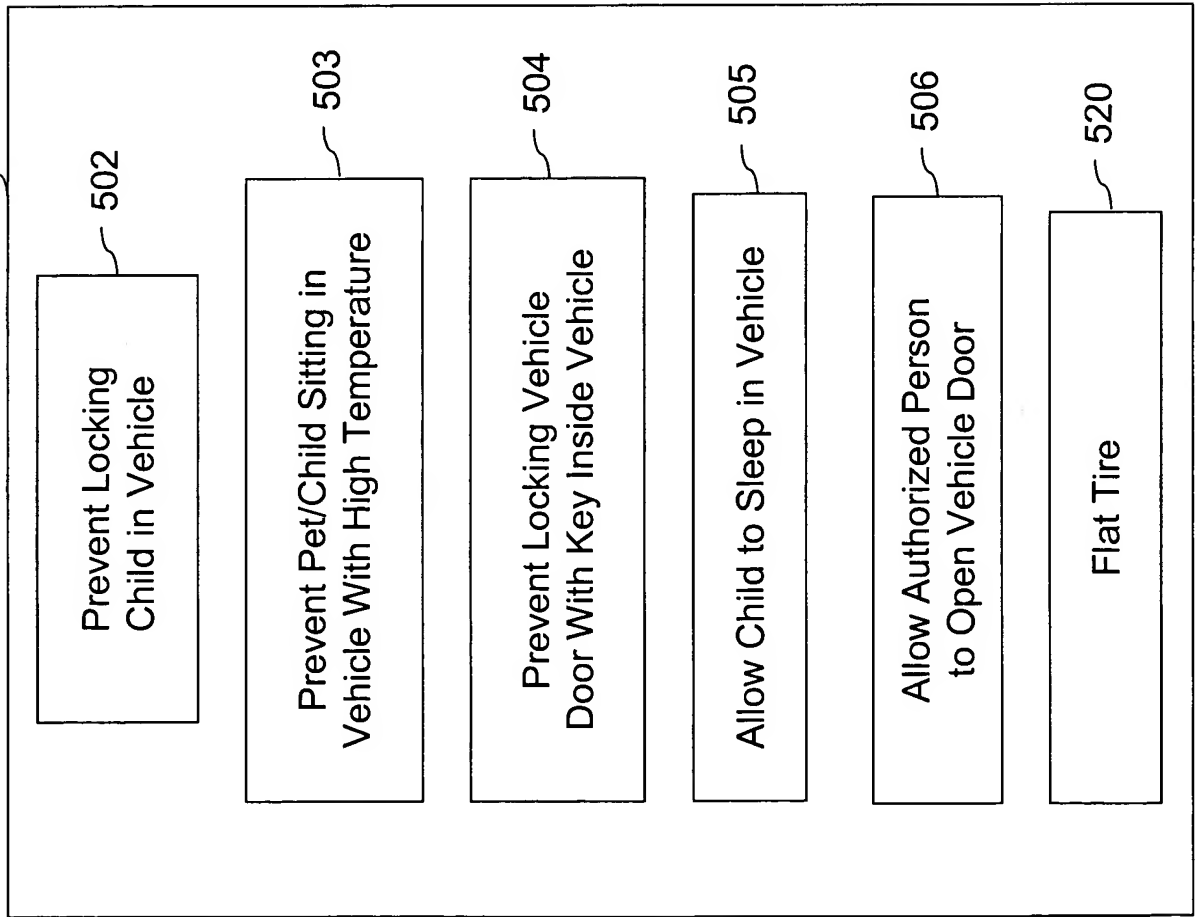 Prevent Locking
Child in Vehicle
502
Prevent Pet/Child Sitting in
Vehicle With High Temperature
503
Prevent Locking Vehicle
Door With Key Inside Vehicle
504
Allow Child to Sleep in Vehicle
505
Allow Authorized Person
to Open Vehicle Door
506
Flat Tire
520